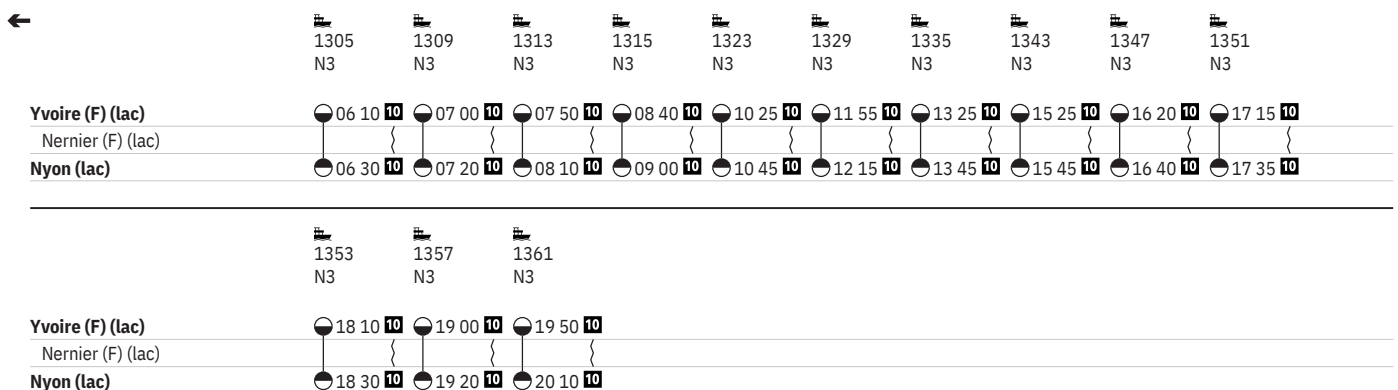 1305 1309 1313 1315 1323 1329 1335 1343 1347 1351
N3 N3 N3 N3 N3 N3 N3 N3 N3 N3
Yvoire (F) (lac) 06 10 10 07 00 10 07 50 10 08 40 10 10 25 10 11 55 10 13 25 10 15 25 10 16 20 10 17 15 10
Nernier (F) (lac)
Nyon (lac) 06 30 10 07 20 10 08 10 10 09 00 10 10 45 10 12 15 10 13 45 10 15 45 10 16 40 10 17 35 10
1353 1357 1361
N3 N3 N3
Yvoire (F) (lac) 18 10 10 19 00 10 19 50 10
Nernier (F) (lac)
Nyon (lac) 18 30 10 19 20 10 20 10 10